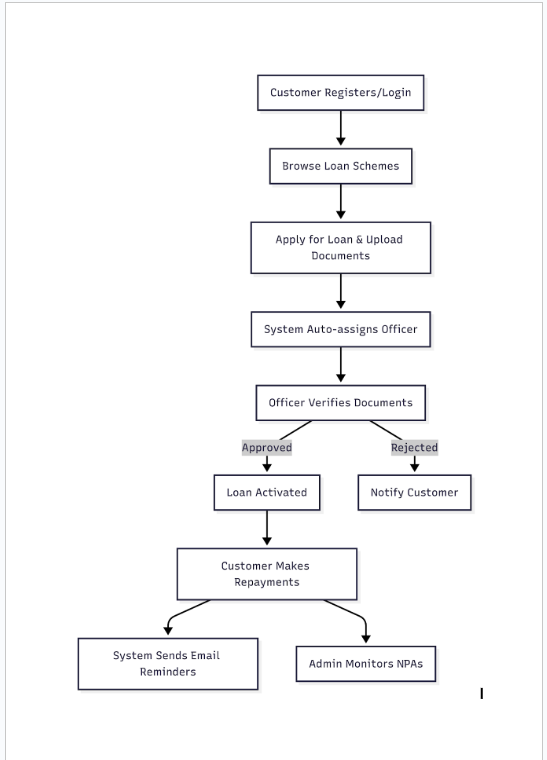 Customer Registers/Login
Browse Loan Schemes
Apply for Loan & Upload
Documents
System Auto-assigns Officer
Officer Verifies Documents
Approved
Rejected
Loan Activated
Notify Customer
Customer Makes
Repayments
System Sends Email
Reminders
Admin Monitors NPAs